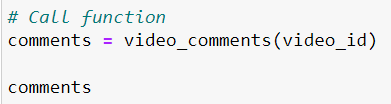 # Call function
comments = video_comments(video_id)
comments